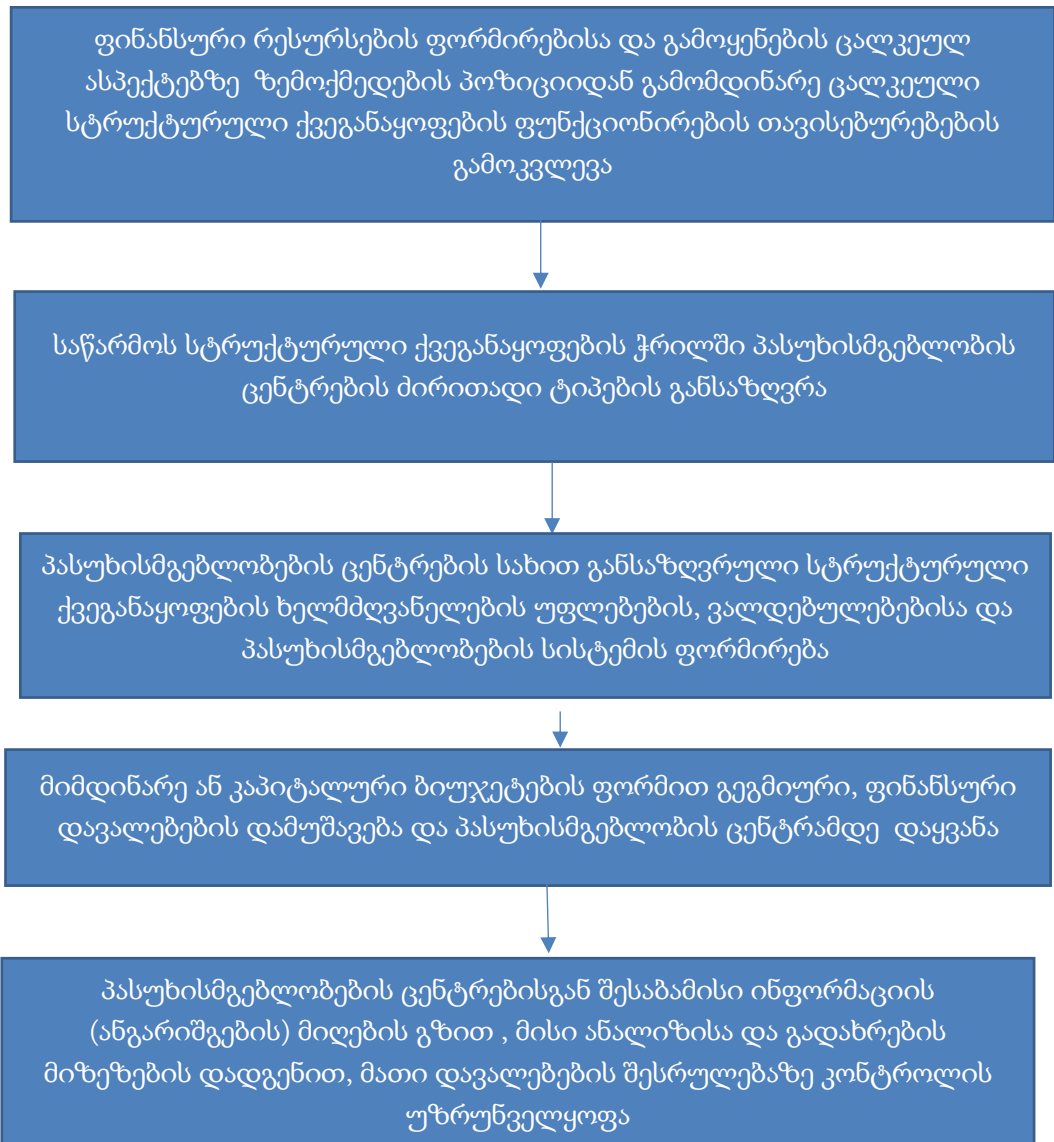 ფინანსური რესურსების ფორმირებისა და გამოყენების ცალკეულ
ასპექტებზე ზემოქმედების პოზიციიდან გამომდინარე ცალკეული
სტრუქტურული ქვეგანაყოფების ფუნქციონირების თავისებურებების
გამოკვლევა
საწარმოს სტრუქტურული ქვეგანაყოფების ჭრილში პასუხისმგებლობის
ცენტრების ძირითადი ტიპების განსაზღვრა
პასუხისმგებლობების ცენტრების სახით განსაზღვრული სტრუქტურული
ქვეგანაყოფების ხელმძღვანელების უფლებების, ვალდებულებებისა და
პასუხისმგებლობების სისტემის ფორმირება
მიმდინარე ან კაპიტალური ბიუჯეტების ფორმით გეგმიური, ფინანსური
დავალებების დამუშავება და პასუხისმგებლობის ცენტრამდე დაყვანა
პასუხისმგებლობების ცენტრებისგან შესაბამისი ინფორმაციის
(ანგარიშგების) მიღების გზით , მისი ანალიზისა და გადახრების
მიზეზების დადგენით, მათი დავალებების შესრულებაზე კონტროლის
უზრუნველყოფა